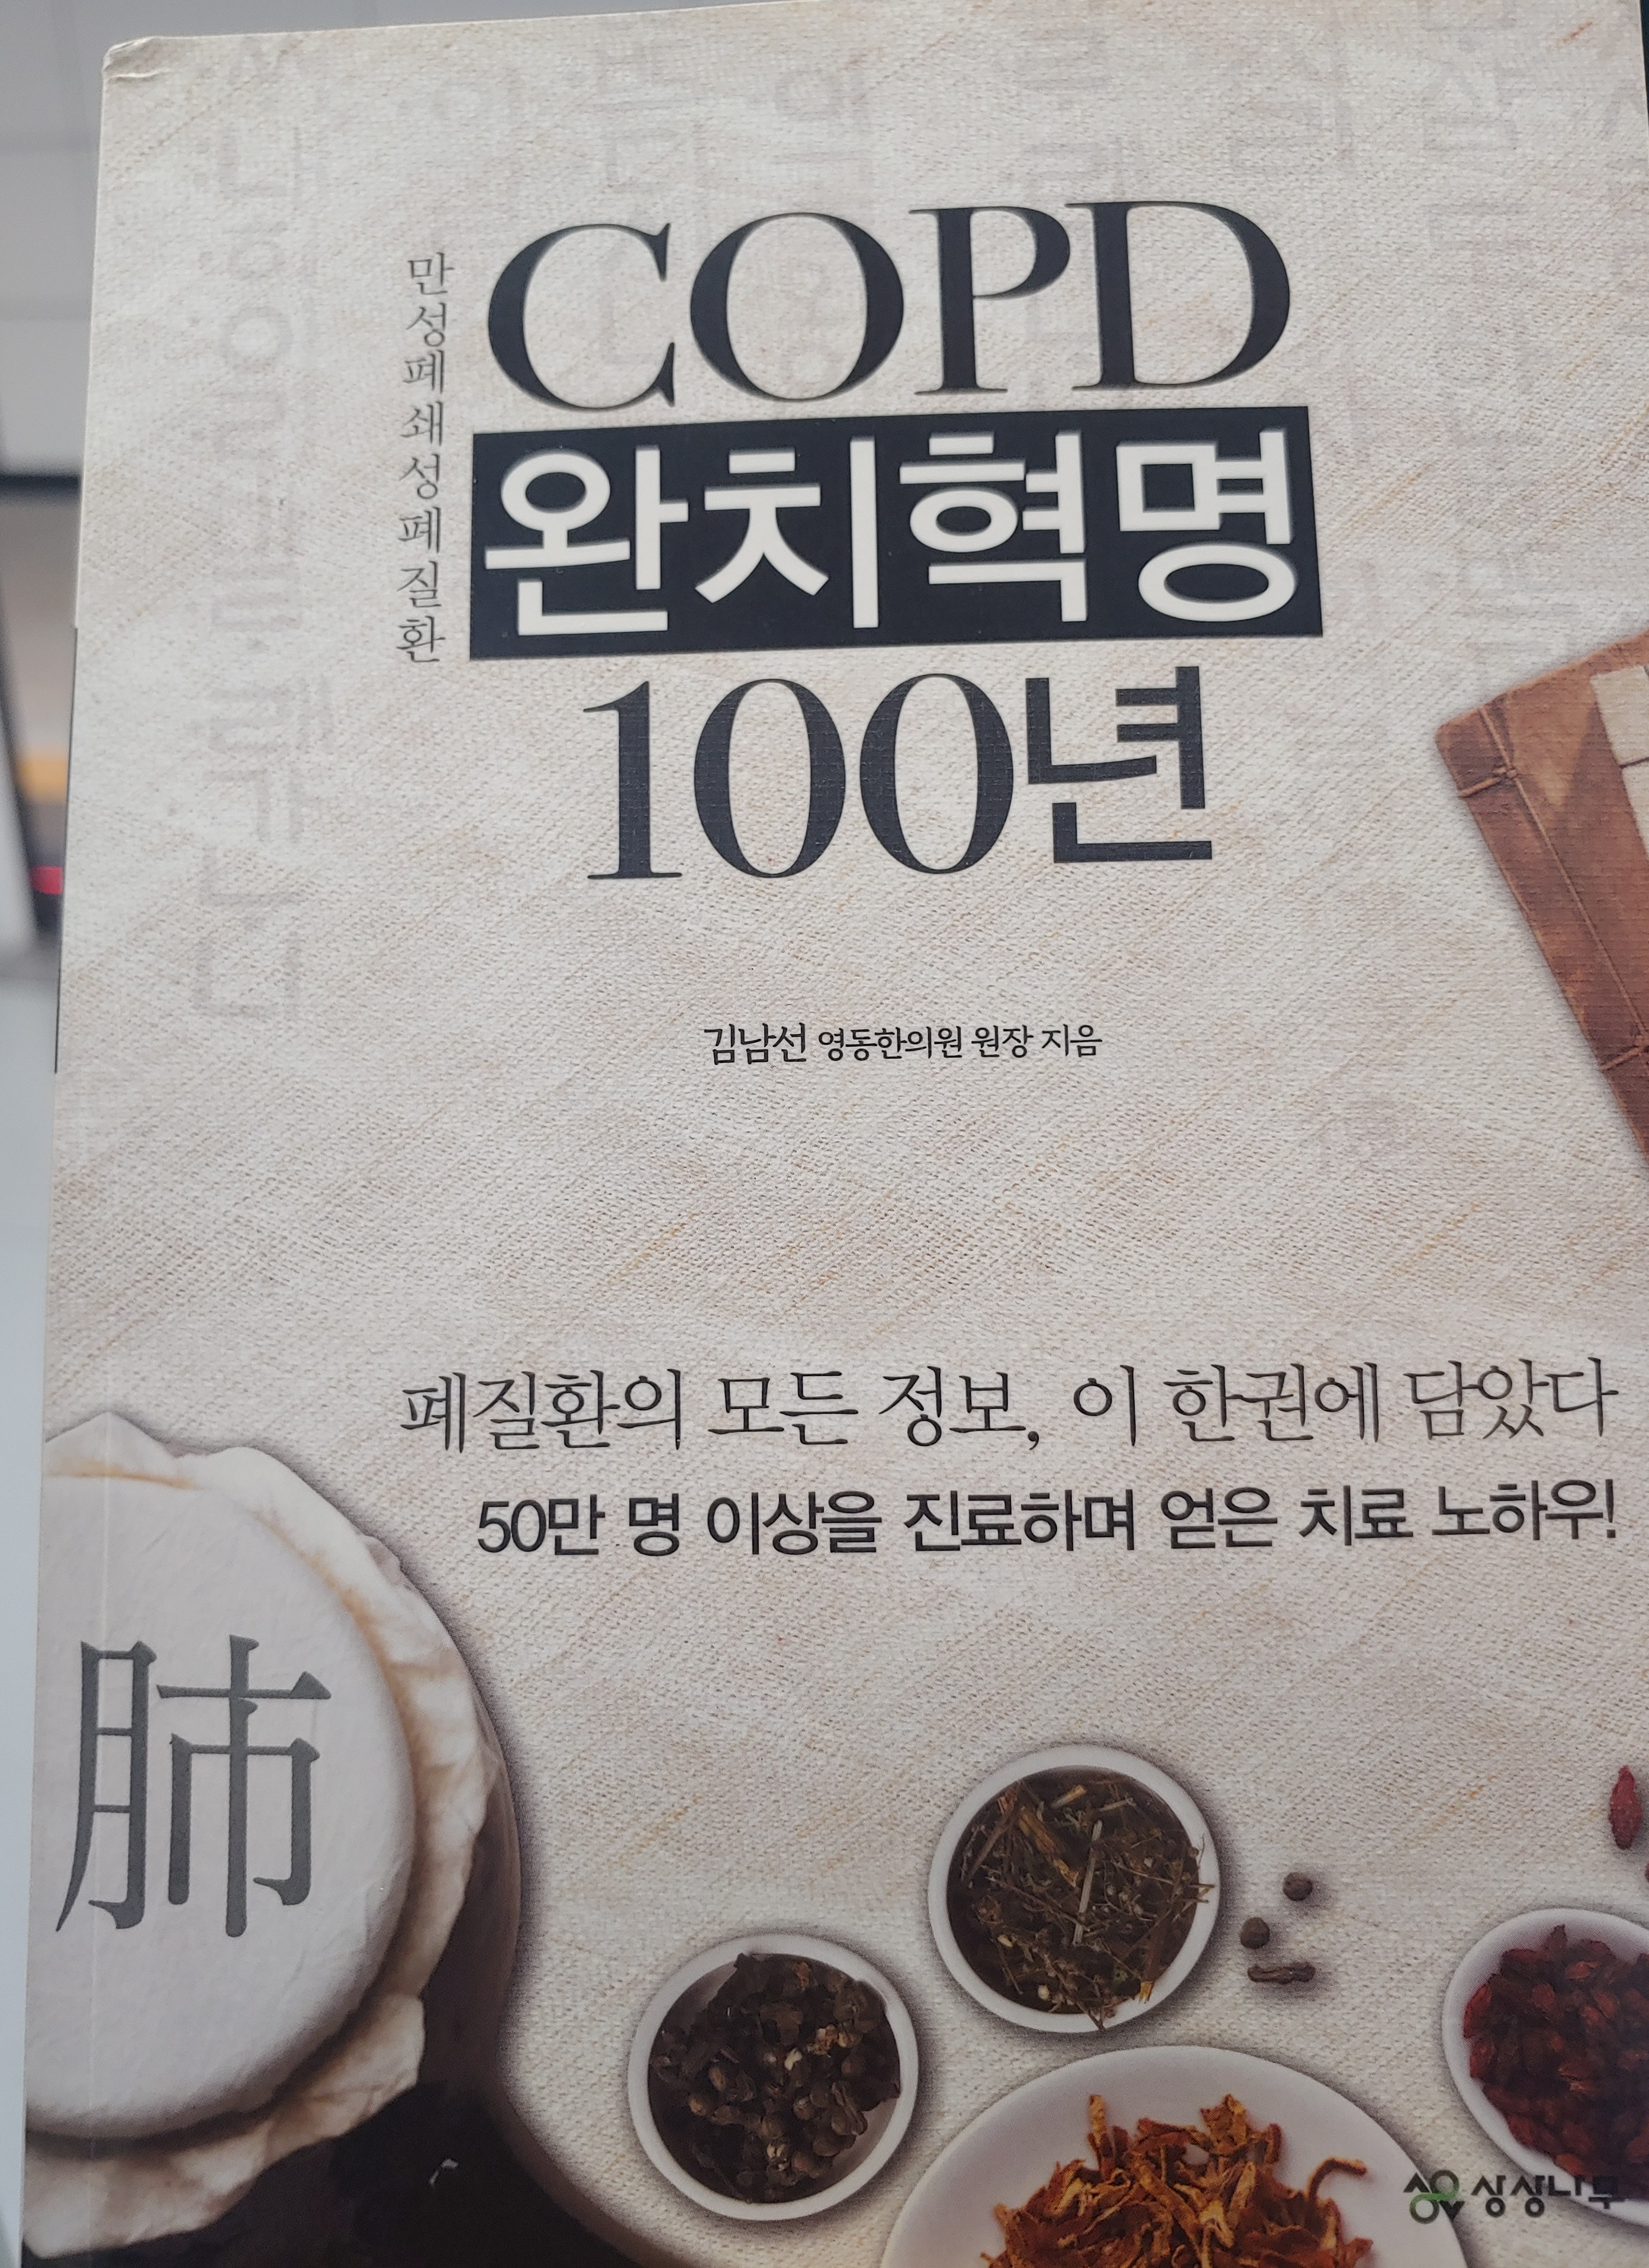 만성폐쇄성폐질환
COPD
완치혁명
100년
김남선 영동한의원 원장 지음
폐질환의 모든 정보, 이 한권에 담았다
50만 명 이상을 진료하며 얻은 치료 노하우!
肺
상상나무